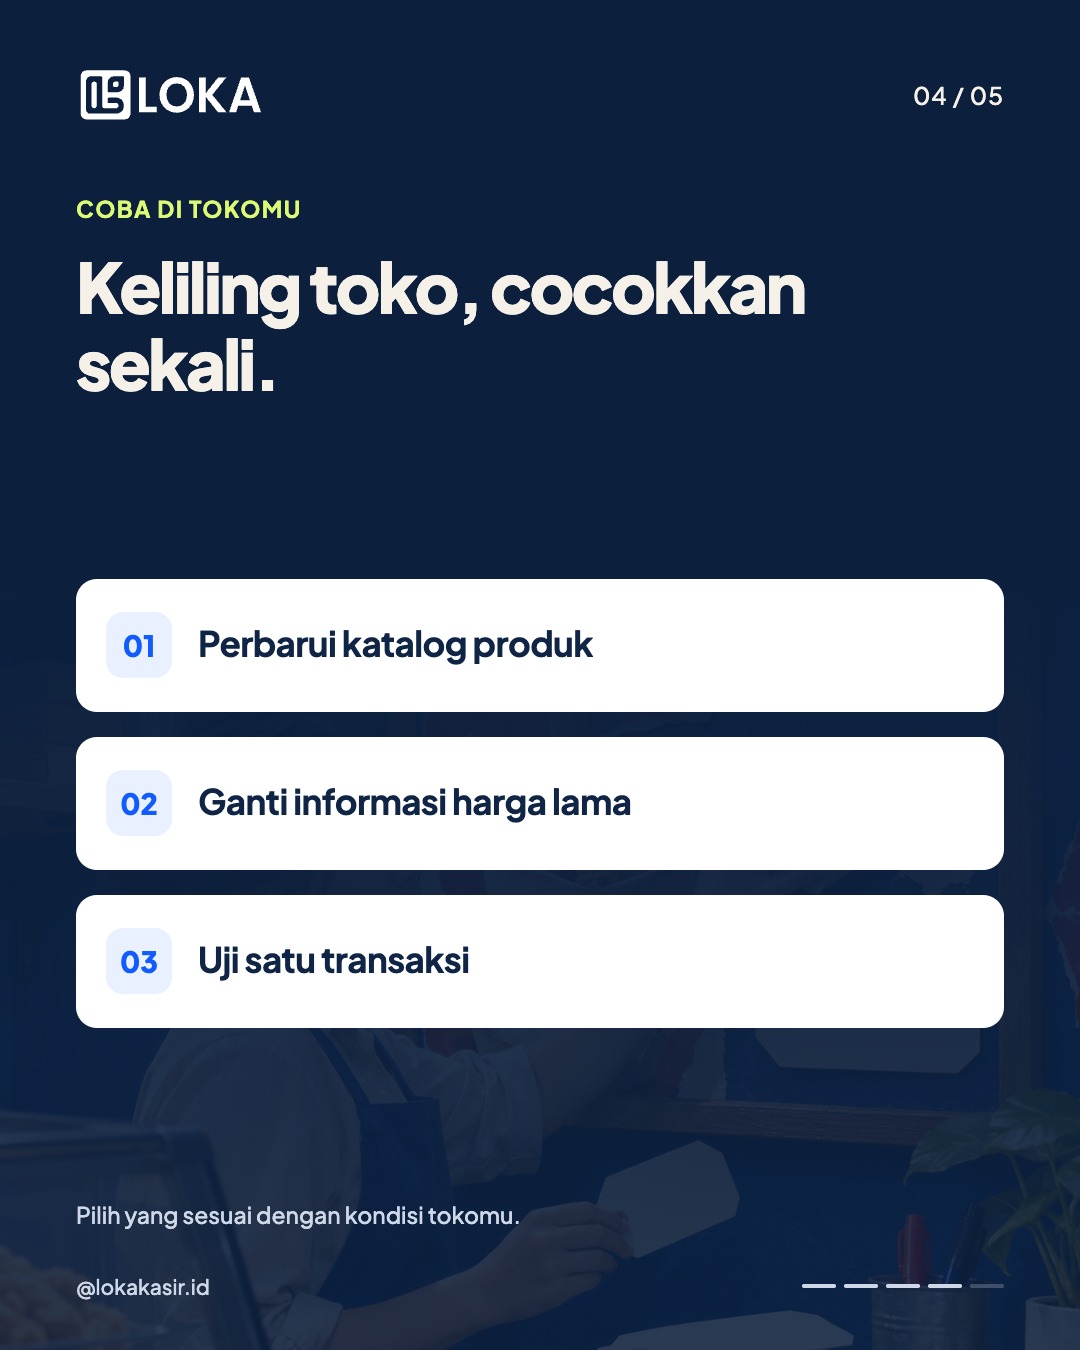 LOKA
04 / 05
COBA DI TOKOMU
Keliling toko, cocokkan
sekali.
01 Perbarui katalog produk
02 Ganti informasi harga lama
03 Uji satu transaksi
Pilih yang sesuai dengan kondisi tokomu.
@lokakasir.id